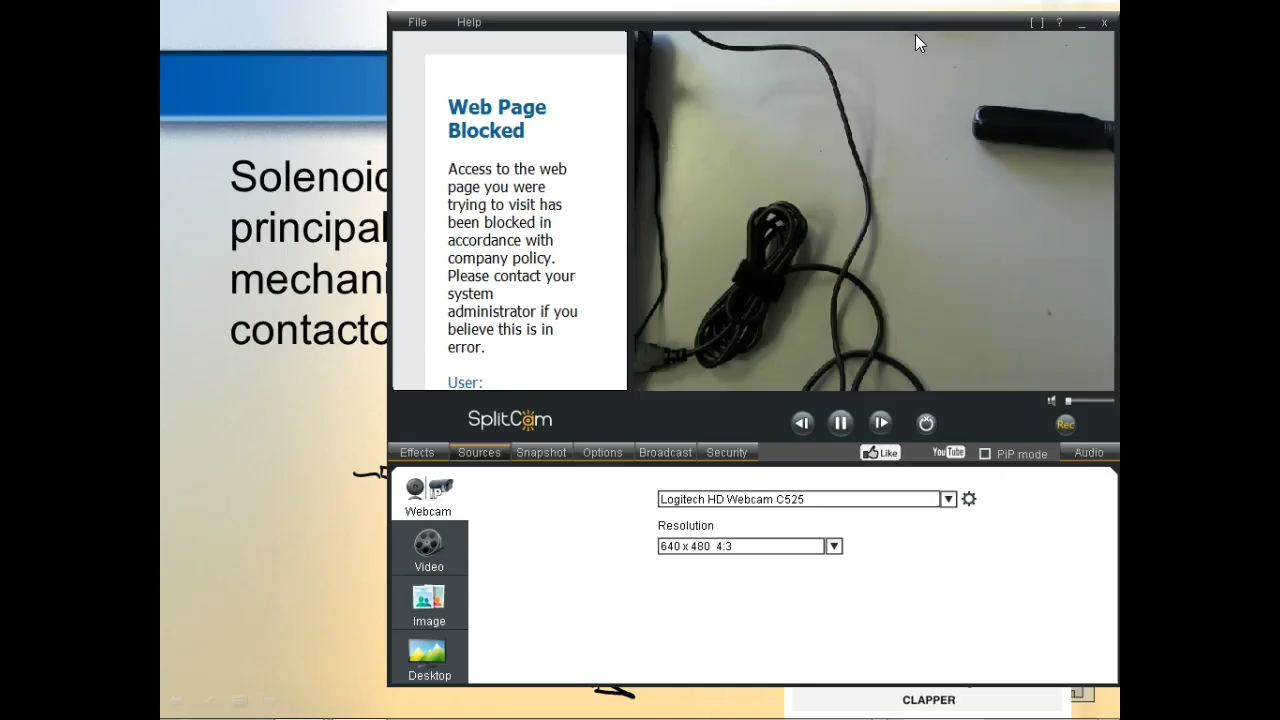 File Help
[ ] ? _ x
Web Page
Blocked
Access to the web
page you were
trying to visit has
been blocked in
accordance with
company policy.
Please contact your
system
administrator if you
believe this is in
error.
User:
principal
SplitCam
Rec
Effects Sources Snapshot Options Broadcast Security Like YouTube PiP mode Audio
IP
Webcam
Logitech HD Webcam C525
Resolution
640 x 480 4:3
Video
Image
Desktop
CLAPPER